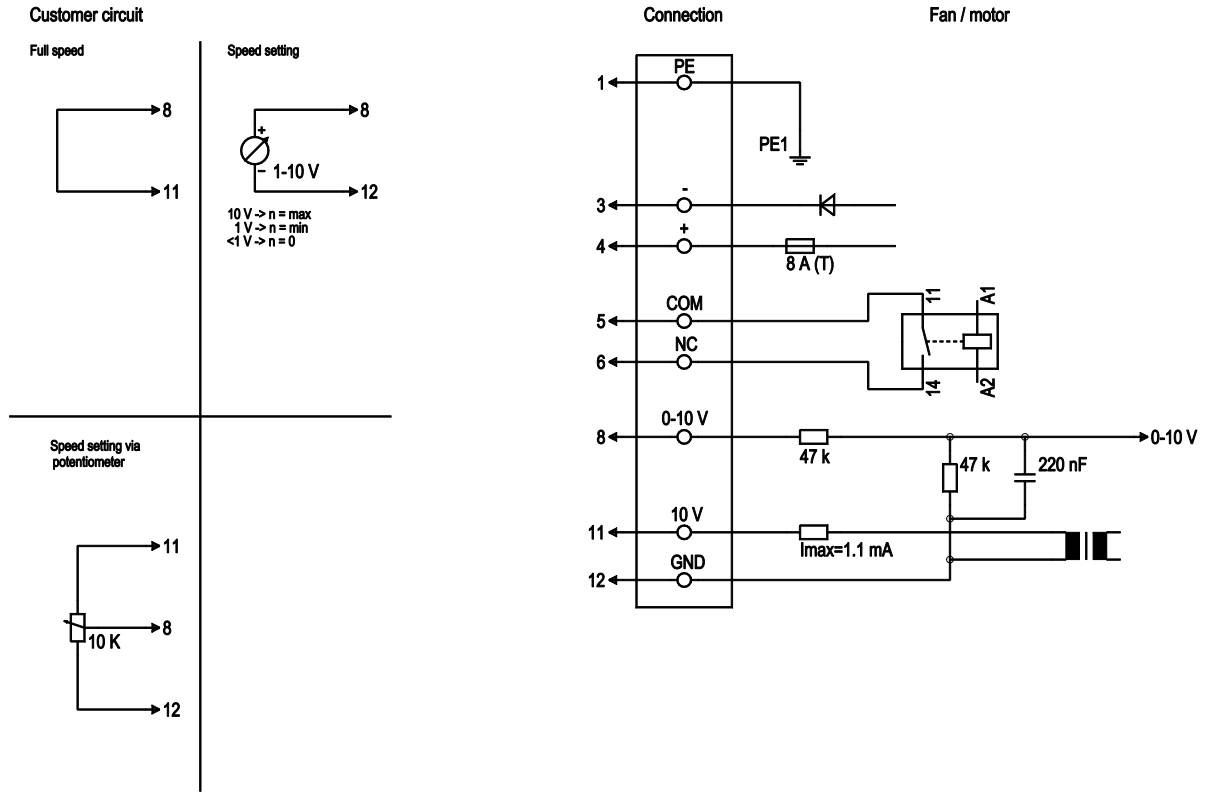 Customer circuit
Connection
Fan / motor
Full speed
8
11
Speed setting
8
+
–
1-10 V
12
10 V -> n = max
1 V -> n = min
<1 V -> n = 0
Speed setting via
potentiometer
11
8
10 K
12
PE
1
PE1
-
3
+
4
8 A (T)
COM
5
NC
6
11
A1
14
A2
0-10 V
8
47 k
0-10 V
47 k
220 nF
10 V
11
Imax=1.1 mA
GND
12